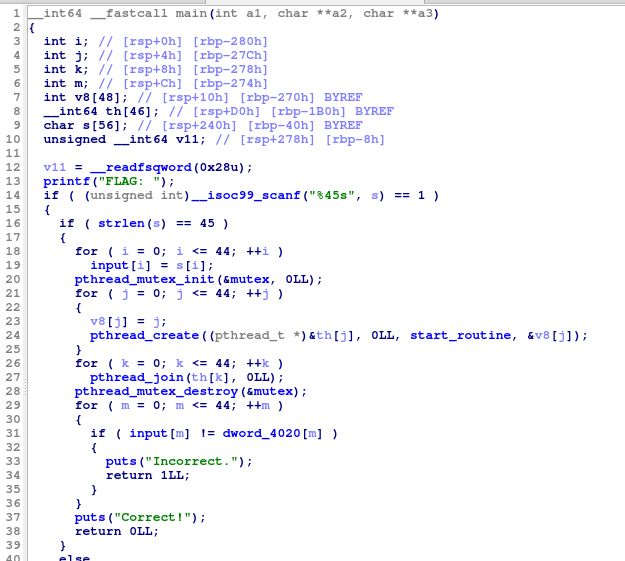 1 __int64 __fastcall main(int a1, char **a2, char **a3)
2 {
3 int i; // [rsp+0h] [rbp-280h]
4 int j; // [rsp+4h] [rbp-27Ch]
5 int k; // [rsp+8h] [rbp-278h]
6 int m; // [rsp+Ch] [rbp-274h]
7 int v8[48]; // [rsp+10h] [rbp-270h] BYREF
8 __int64 th[46]; // [rsp+D0h] [rbp-1B0h] BYREF
9 char s[56]; // [rsp+240h] [rbp-40h] BYREF
10 unsigned __int64 v11; // [rsp+278h] [rbp-8h]
11
12 v11 = __readfsqword(0x28u);
13 printf("FLAG: ");
14 if ( (unsigned int)__isoc99_scanf("%45s", s) == 1 )
15 {
16 if ( strlen(s) == 45 )
17 {
18 for ( i = 0; i <= 44; ++i )
19 input[i] = s[i];
20 pthread_mutex_init(&mutex, 0LL);
21 for ( j = 0; j <= 44; ++j )
22 {
23 v8[j] = j;
24 pthread_create((pthread_t *)&th[j], 0LL, start_routine, &v8[j]);
25 }
26 for ( k = 0; k <= 44; ++k )
27 pthread_join(th[k], 0LL);
28 pthread_mutex_destroy(&mutex);
29 for ( m = 0; m <= 44; ++m )
30 {
31 if ( input[m] != dword_4020[m] )
32 {
33 puts("Incorrect.");
34 return 1LL;
35 }
36 }
37 puts("Correct!");
38 return 0LL;
39 }
40 else